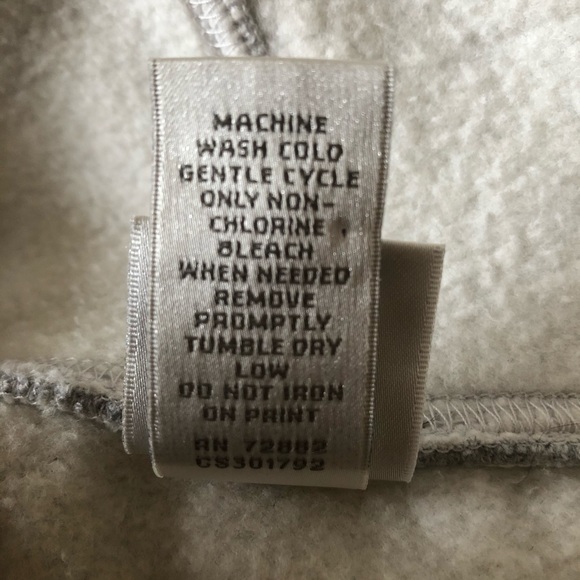 MACHINE
WASH COLD
GENTLE CYCLE
ONLY NON-
CHLORINE
BLEACH
WHEN NEEDED
REMOVE
PROMPTLY
TUMBLE DRY
LOW
DO NOT IRON
ON PRINT
RN 72882
CS301792